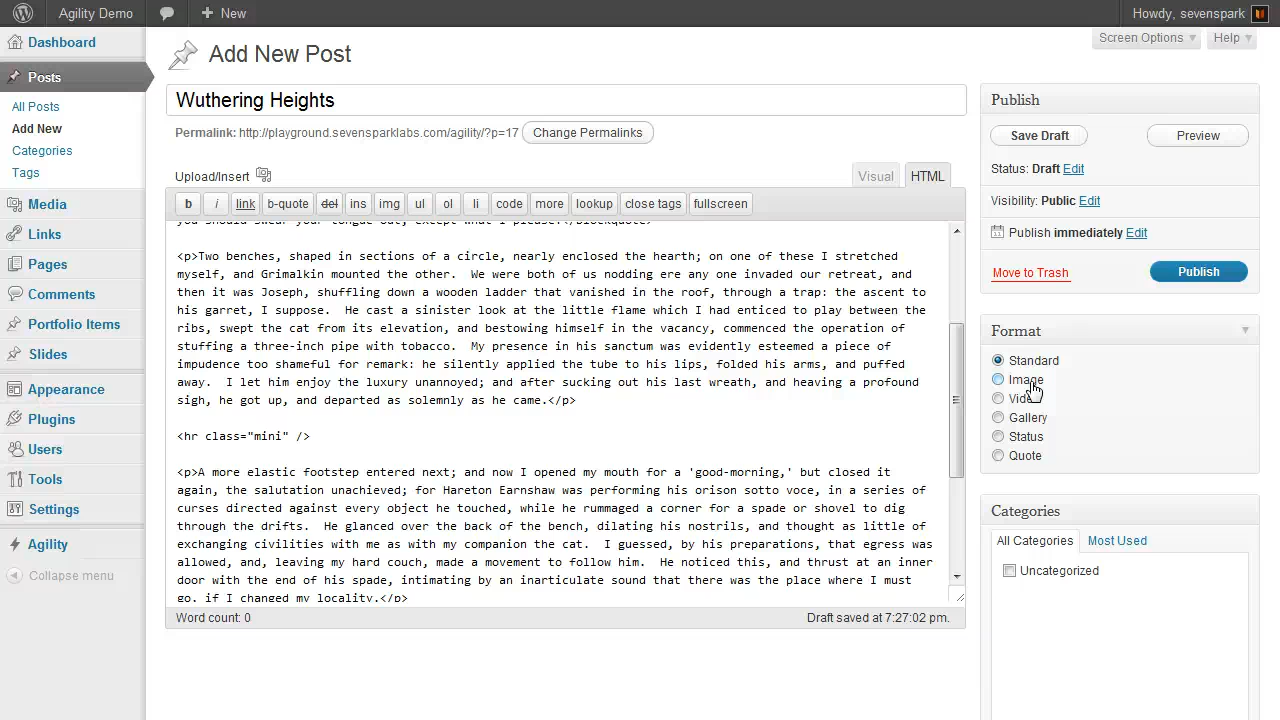 Agility Demo
New
Howdy, sevenspark
Screen Options
Help
Dashboard
Posts
All Posts
Add New
Categories
Tags
Media
Links
Pages
Comments
Portfolio Items
Slides
Appearance
Plugins
Users
Tools
Settings
Agility
Collapse menu
Add New Post
Wuthering Heights
Permalink: http://playground.sevensparklabs.com/agility/?p=17 Change Permalinks
Upload/Insert
Visual
HTML
b i link b-quote del ins img ul ol li code more lookup close tags fullscreen
you should swear your tongue out, except what I please!</blockquote>
<p>Two benches, shaped in sections of a circle, nearly enclosed the hearth; on one of these I stretched
myself, and Grimalkin mounted the other.  We were both of us nodding ere any one invaded our retreat, and
then it was Joseph, shuffling down a wooden ladder that vanished in the roof, through a trap: the ascent to
his garret, I suppose.  He cast a sinister look at the little flame which I had enticed to play between the
ribs, swept the cat from its elevation, and bestowing himself in the vacancy, commenced the operation of
stuffing a three-inch pipe with tobacco.  My presence in his sanctum was evidently esteemed a piece of
impudence too shameful for remark: he silently applied the tube to his lips, folded his arms, and puffed
away.  I let him enjoy the luxury unannoyed; and after sucking out his last wreath, and heaving a profound
sigh, he got up, and departed as solemnly as he came.</p>
<hr class="mini" />
<p>A more elastic footstep entered next; and now I opened my mouth for a 'good-morning,' but closed it
again, the salutation unachieved; for Hareton Earnshaw was performing his orison sotto voce, in a series of
curses directed against every object he touched, while he rummaged a corner for a spade or shovel to dig
through the drifts.  He glanced over the back of the bench, dilating his nostrils, and thought as little of
exchanging civilities with me as with my companion the cat.  I guessed, by his preparations, that egress was
allowed, and, leaving my hard couch, made a movement to follow him.  He noticed this, and thrust at an inner
door with the end of his spade, intimating by an inarticulate sound that there was the place where I must
go, if I changed my locality.</p>
Word count: 0
Draft saved at 7:27:02 pm.
Publish
Save Draft
Preview
Status: Draft Edit
Visibility: Public Edit
Publish immediately Edit
Move to Trash
Publish
Format
Standard
Image
Video
Gallery
Status
Quote
Categories
All Categories
Most Used
Uncategorized